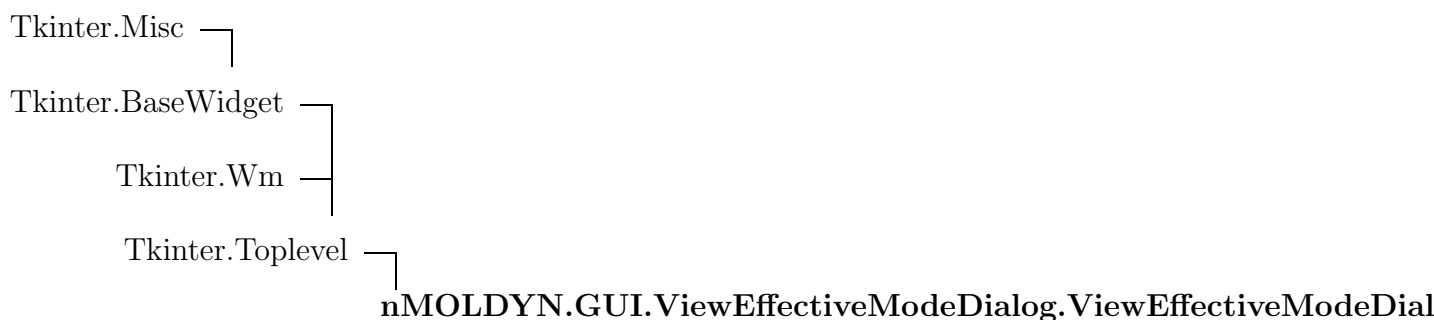 Tkinter.Misc
Tkinter.BaseWidget
Tkinter.Wm
Tkinter.Toplevel
nMOLDYN.GUI.ViewEffectiveModeDialog.ViewEffectiveModeDial